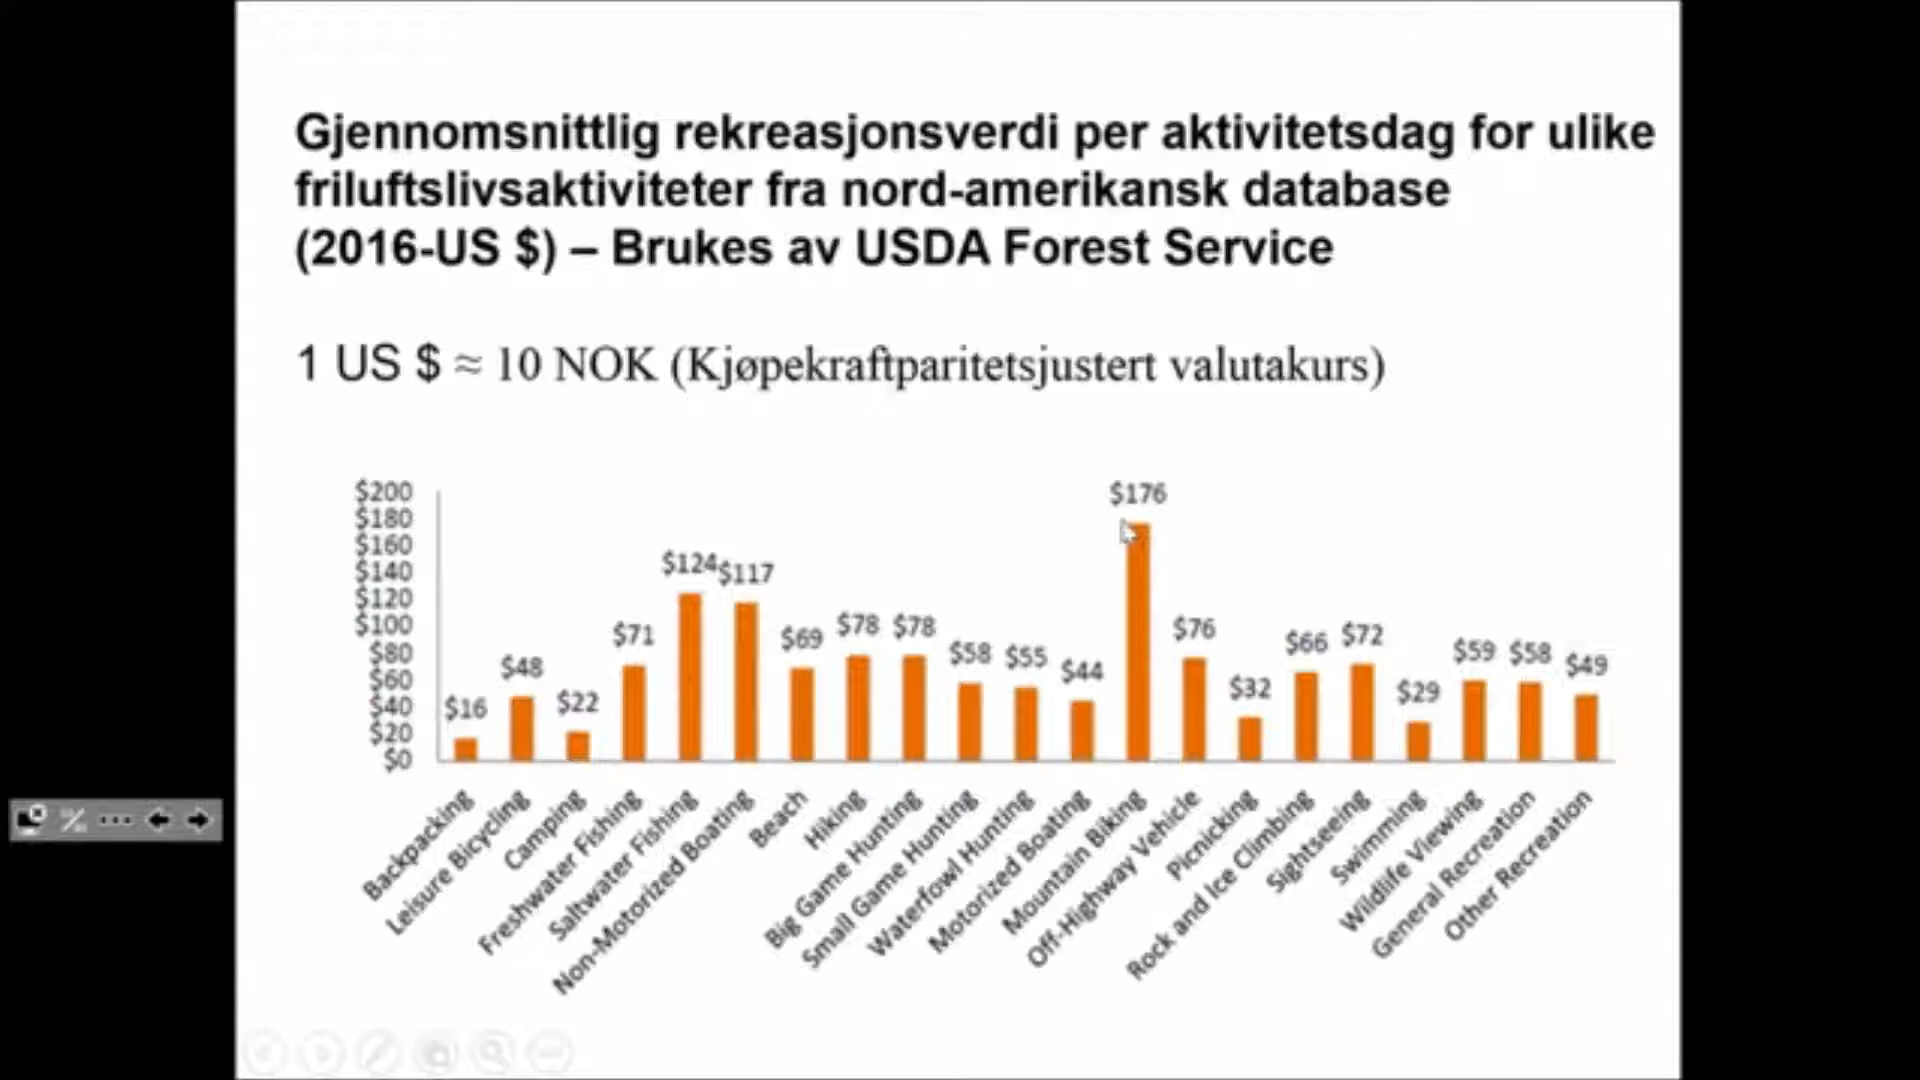 Gjennomsnittlig rekreasjonsverdi per aktivitetsdag for ulike
friluftslivsaktiviteter fra nord-amerikansk database
(2016-US $) – Brukes av USDA Forest Service
1 US $ ≈ 10 NOK (Kjøpekraftparitetsjustert valutakurs)
$200
$180
$160
$140
$120
$100
$80
$60
$40
$20
$0
$16
$48
$22
$71
$124
$117
$69
$78
$78
$58
$55
$44
$176
$76
$32
$66
$72
$29
$59
$58
$49
Backpacking
Leisure Bicycling
Camping
Freshwater Fishing
Saltwater Fishing
Non-Motorized Boating
Beach
Hiking
Big Game Hunting
Small Game Hunting
Waterfowl Hunting
Motorized Boating
Mountain Biking
Off-Highway Vehicle
Picnicking
Rock and Ice Climbing
Sightseeing
Swimming
Wildlife Viewing
General Recreation
Other Recreation